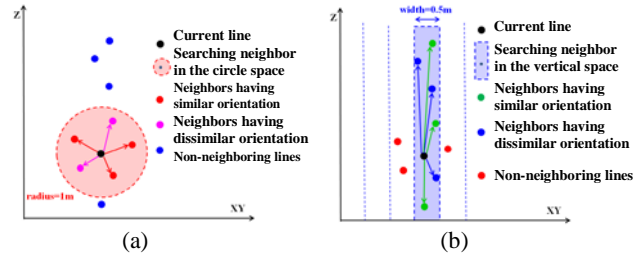 Z
Current line
Searching neighbor
in the circle space
Neighbors having
similar orientation
Neighbors having
dissimilar orientation
Non-neighboring lines
radius=1m
XY
(a)
width=0.5m
Z
Current line
Searching neighbor
in the vertical space
Neighbors having
similar orientation
Neighbors having
dissimilar orientation
Non-neighboring lines
XY
(b)